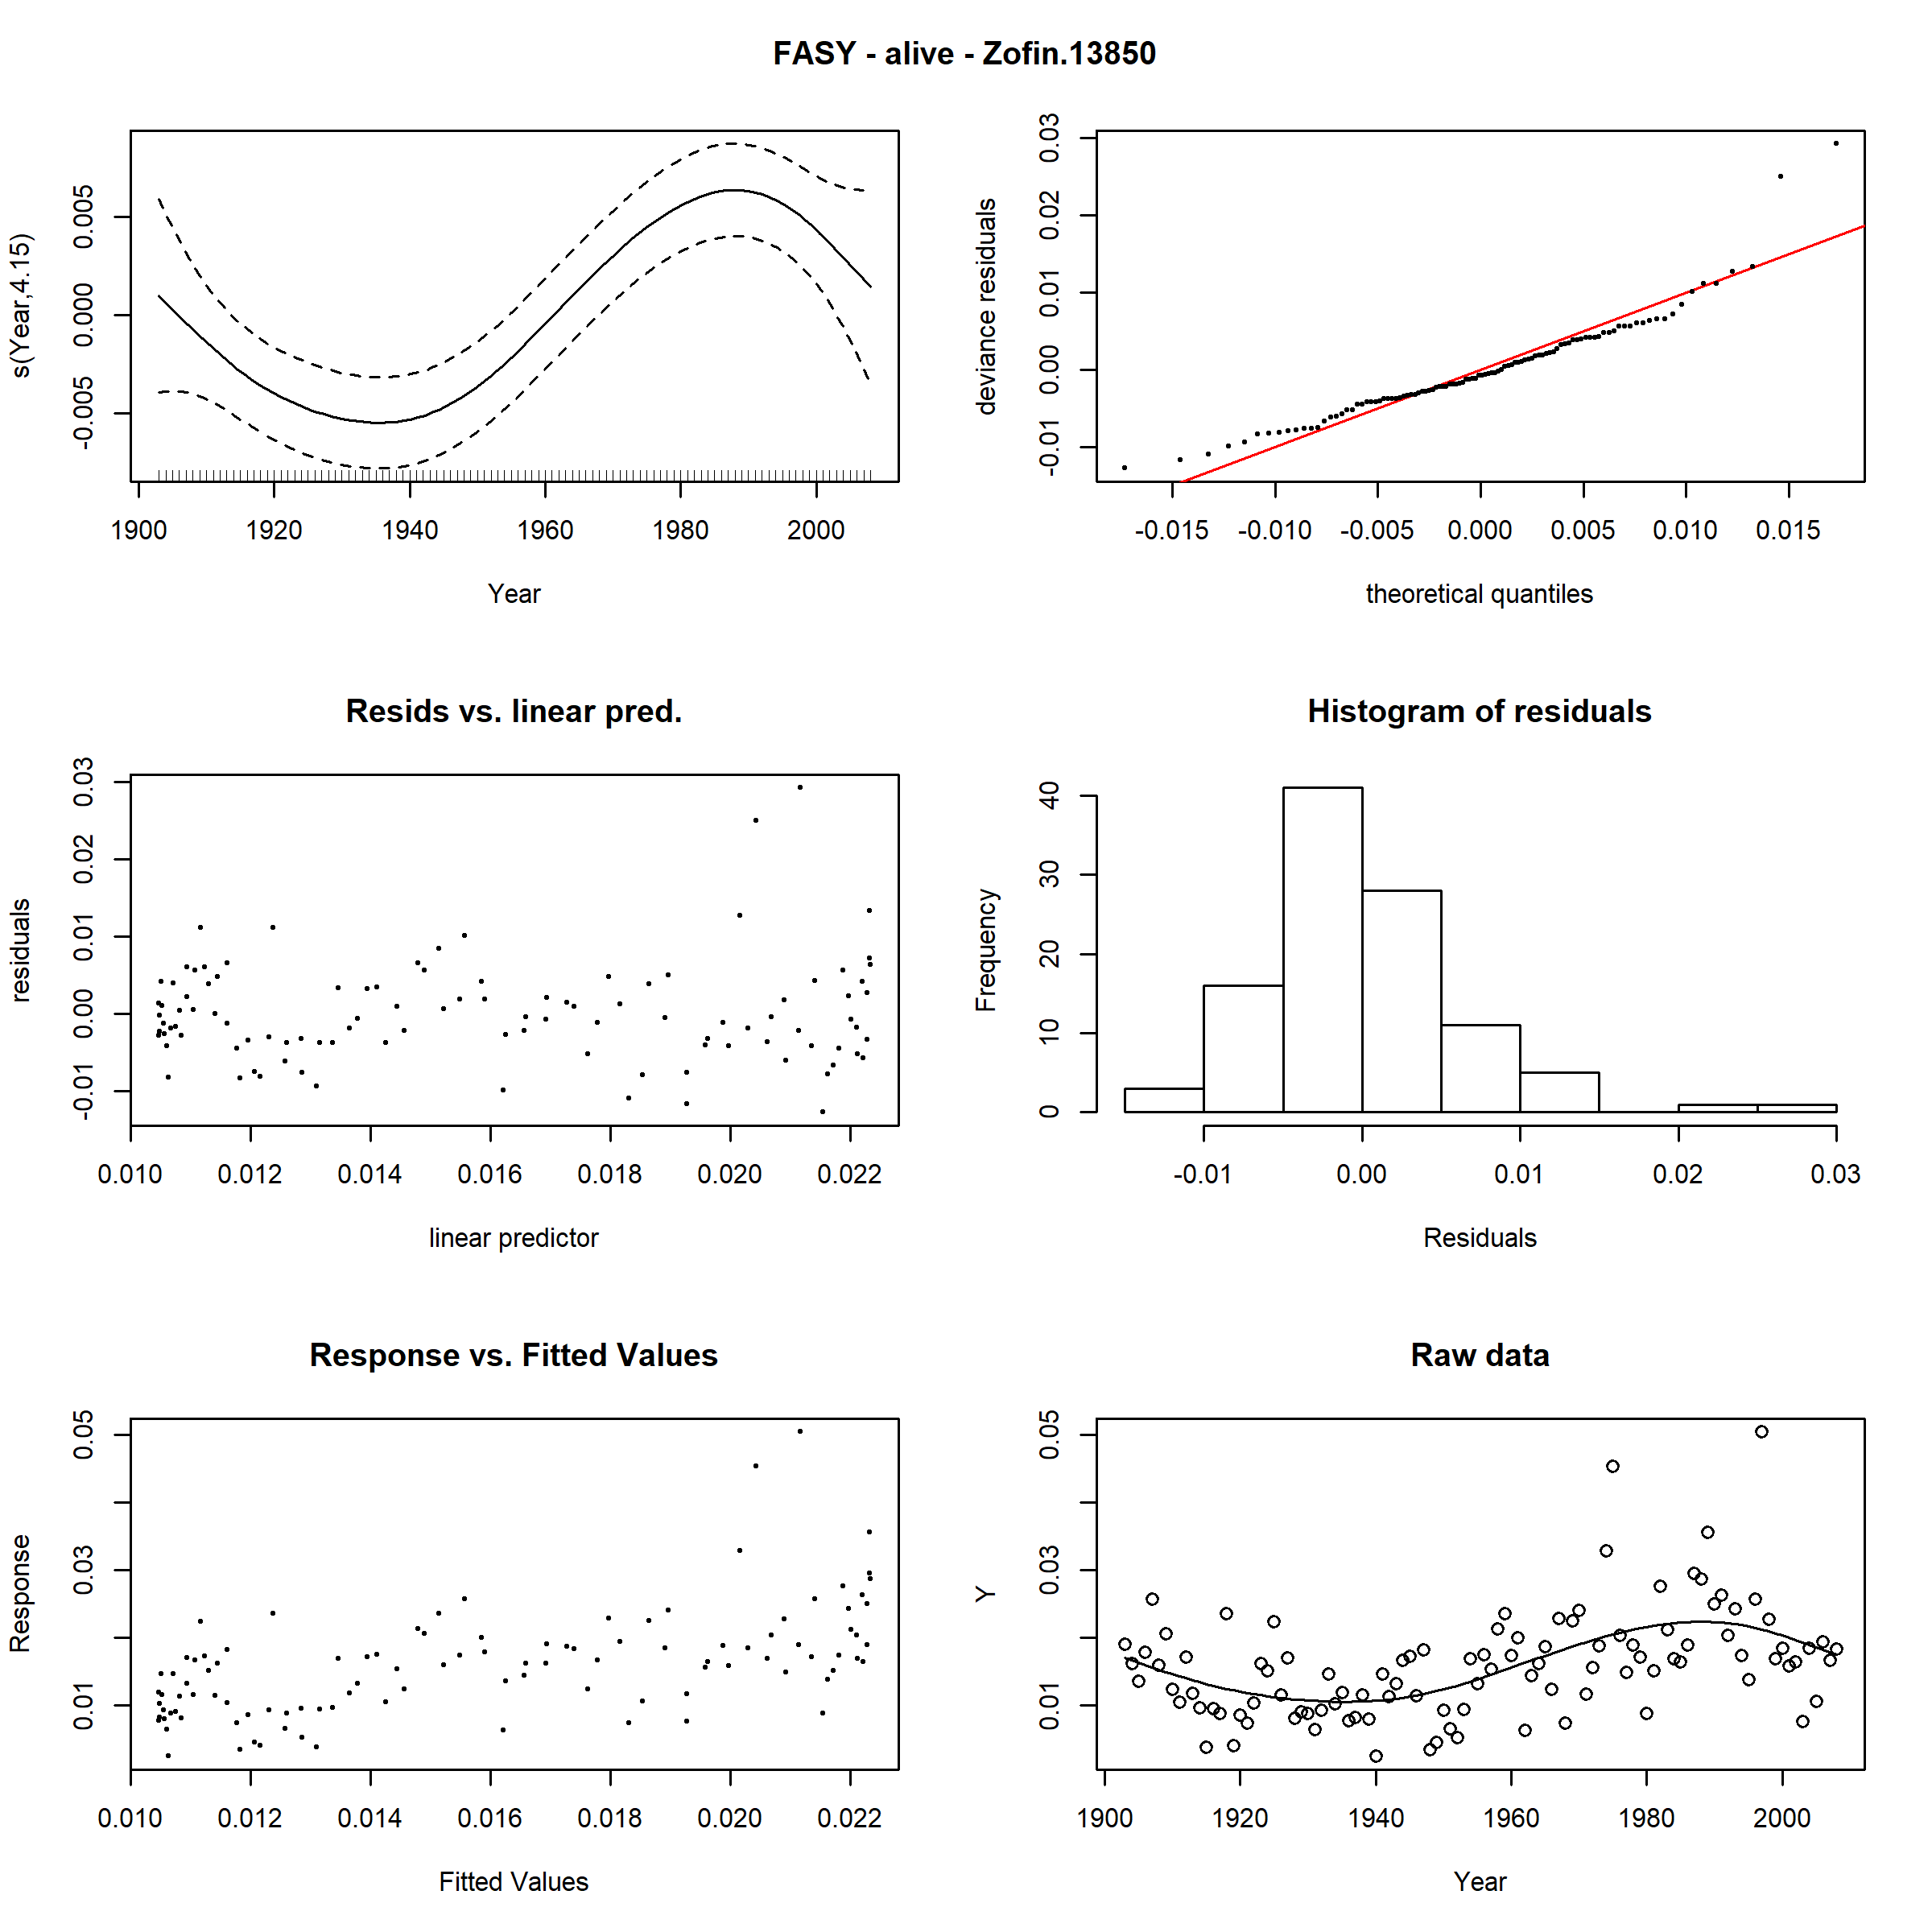 FASY - alive - Zofin.13850
s(Year,4.15)
0.005
0.000
-0.005
1900 1920 1940 1960 1980 2000
Year
deviance residuals
0.03
0.02
0.01
0.00
-0.01
-0.015 -0.010 -0.005 0.000 0.005 0.010 0.015
theoretical quantiles
Resids vs. linear pred.
residuals
0.03
0.02
0.01
0.00
-0.01
0.010 0.012 0.014 0.016 0.018 0.020 0.022
linear predictor
Histogram of residuals
Frequency
40
30
20
10
0
-0.01 0.00 0.01 0.02 0.03
Residuals
Response vs. Fitted Values
Response
0.05
0.03
0.01
0.010 0.012 0.014 0.016 0.018 0.020 0.022
Fitted Values
Raw data
Y
0.05
0.03
0.01
1900 1920 1940 1960 1980 2000
Year